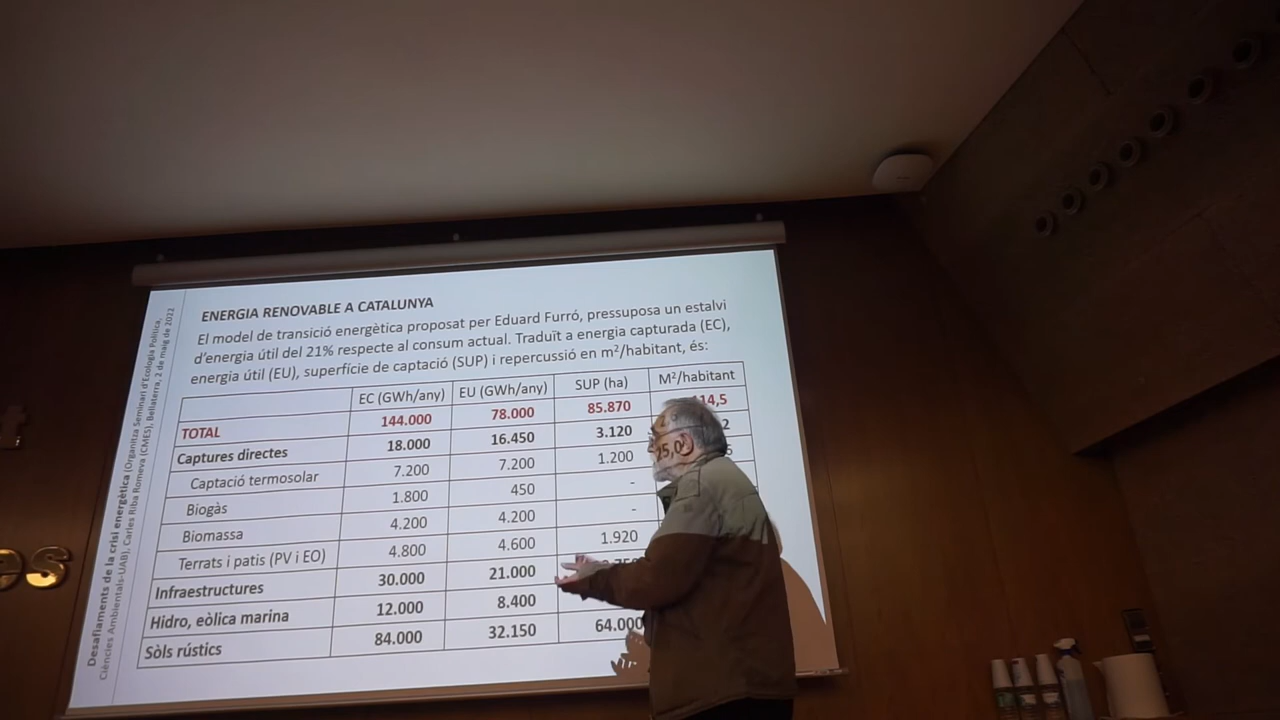 Desafiaments de la crisi energètica (Organitza Seminari d'Ecologia Política,
Ciències Ambientals-UAB), Carles Riba Romeva (CMES), Bellaterra, 2 de maig de 2022
ENERGIA RENOVABLE A CATALUNYA
El model de transició energètica proposat per Eduard Furró, pressuposa un estalvi
d'energia útil del 21% respecte al consum actual. Traduït a energia capturada (EC),
energia útil (EU), superfície de captació (SUP) i repercussió en m²/habitant, és:
EC (GWh/any) EU (GWh/any) SUP (ha) M²/habitant
TOTAL 144.000 78.000 85.870 14,5
Captures directes 18.000 16.450 3.120 2
Captació termosolar 7.200 7.200 1.200
Biogàs 1.800 450 -
Biomassa 4.200 4.200 -
Terrats i patis (PV i EO) 4.800 4.600 1.920
Infraestructures 30.000 21.000
Hidro, eòlica marina 12.000 8.400
Sòls rústics 84.000 32.150 64.000
25,0